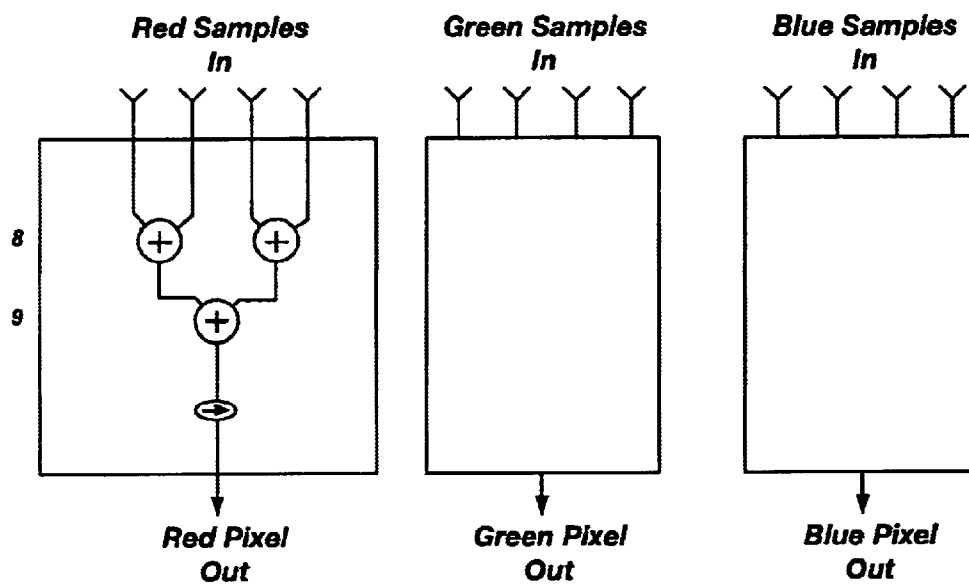 Red Samples
In
Green Samples
In
Blue Samples
In
8
9
Red Pixel
Out
Green Pixel
Out
Blue Pixel
Out